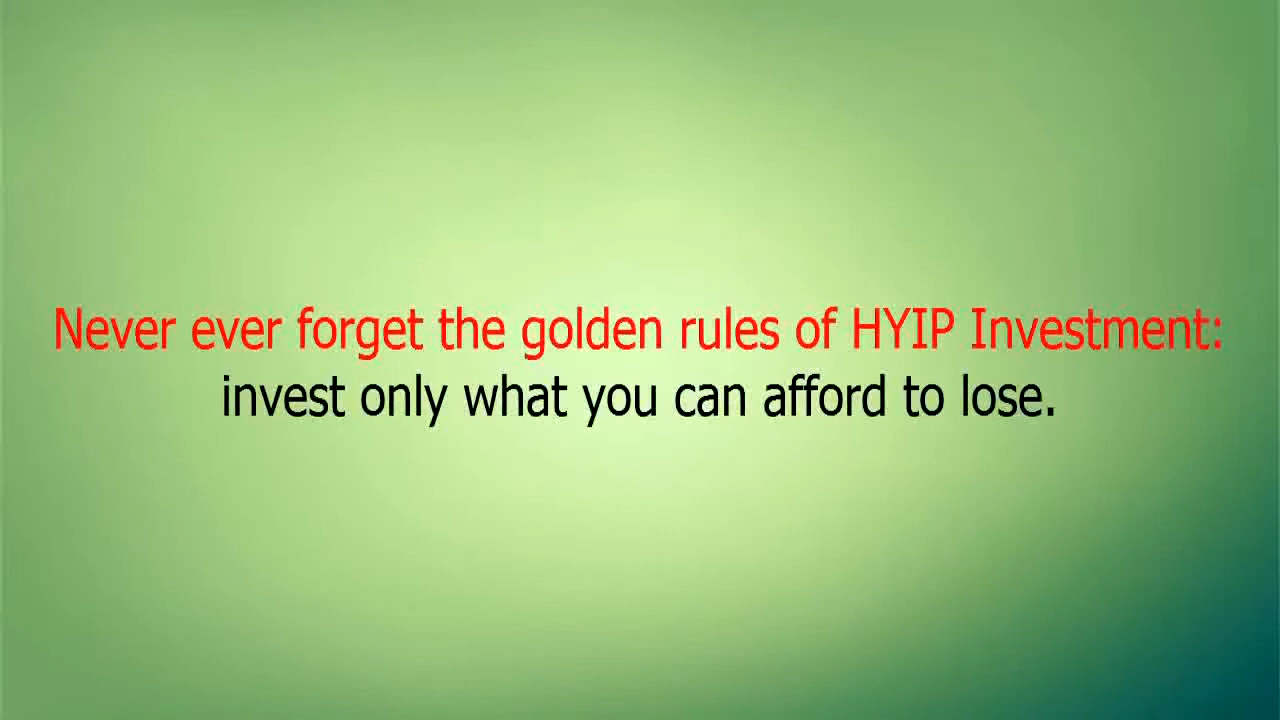 Never ever forget the golden rules of HYIP Investment:
invest only what you can afford to lose.